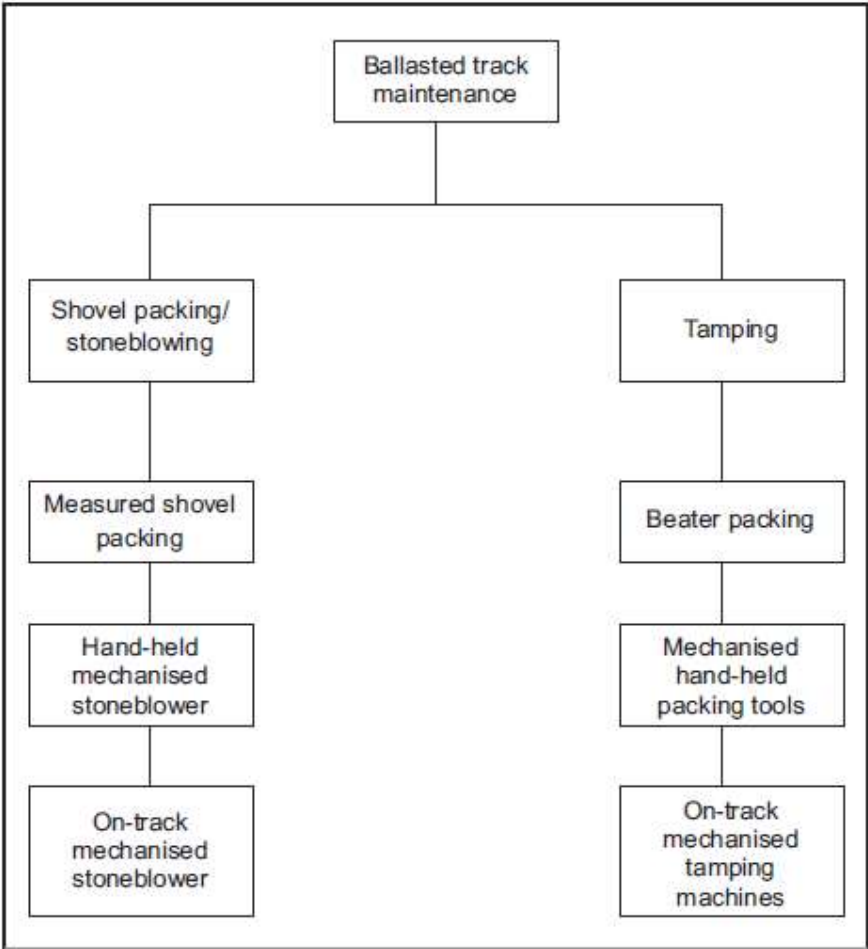 Ballasted track
maintenance
Shovel packing/
stoneblowing
Tamping
Measured shovel
packing
Beater packing
Hand-held
mechanised
stoneblower
Mechanised
hand-held
packing tools
On-track
mechanised
stoneblower
On-track
mechanised
tamping
machines